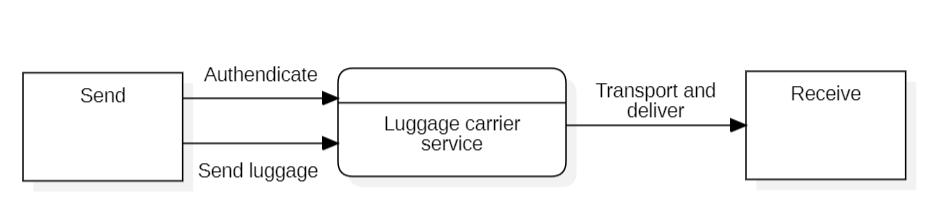 Send
Authendicate
Send luggage
Luggage carrier
service
Transport and
deliver
Receive